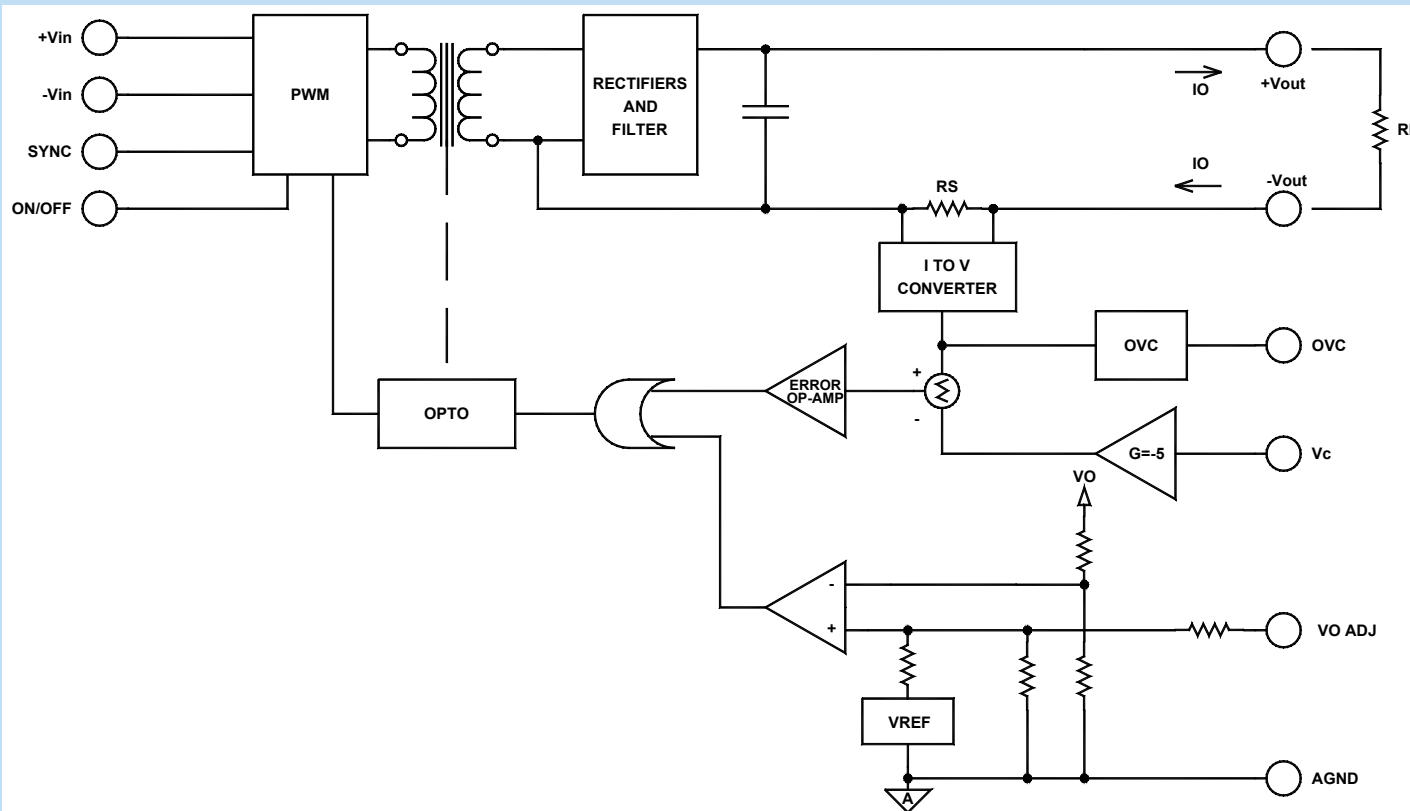 +Vin
-Vin
SYNC
ON/OFF
PWM
RECTIFIERS
AND
FILTER
IO
+Vout
IO
-Vout
RS
I TO V
CONVERTER
OVC
OVC
+
-
ERROR
OP-AMP
OPTO
G=-5
Vc
VO
-
+
VO ADJ
VREF
A
AGND